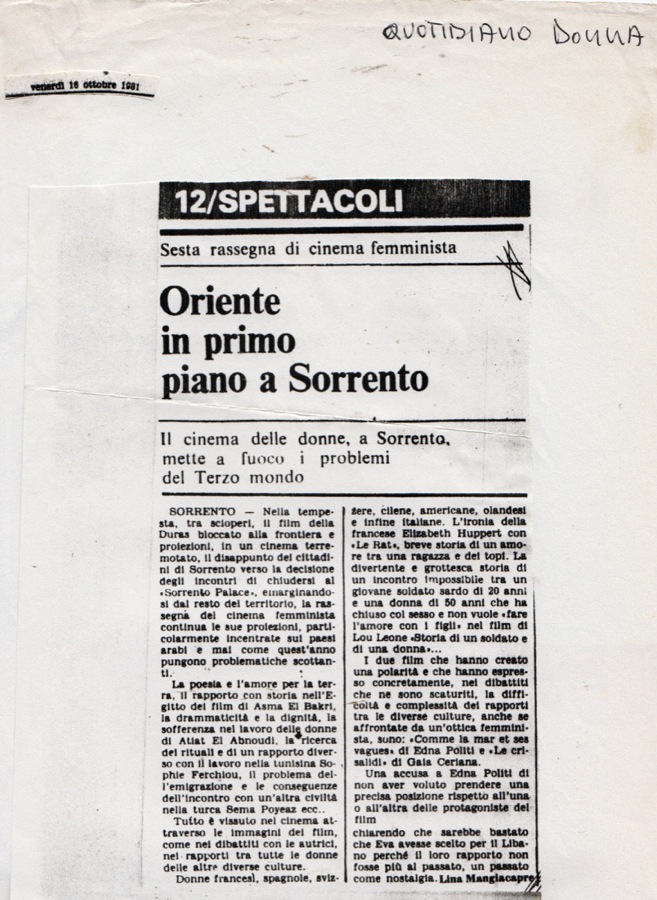 QUOTIDIANO DONNA
venerdì 16 ottobre 1981
12/SPETTACOLI
Sesta rassegna di cinema femminista
Oriente
in primo
piano a Sorrento
Il cinema delle donne, a Sorrento,
mette a fuoco i problemi
del Terzo mondo
SORRENTO — Nella tempe-
sta, tra scioperi, il film della
Duras bloccato alla frontiera e
proiezioni, in un cinema terre-
motato, il disappunto dei cittadi-
ni di Sorrento verso la decisione
degli incontri di chiudersi al
«Sorrento Palace», emarginando-
si dal resto del territorio, la ras-
segna del cinema femminista
continua le sue proiezioni, parti-
colarmente incentrate sui paesi
arabi e mai come quest'anno
pungono problematiche scottan-
ti.
La poesia e l'amore per la ter-
ra, il rapporto con storia nell'E-
gitto del film di Asma El Bakri,
la drammaticità e la dignità, la
sofferenza nel lavoro delle donne
di Atiat El Abnoudi, la ricerca
dei rituali e di un rapporto diver-
so con il lavoro nella tunisina So-
phie Ferchiou, il problema del-
l'emigrazione e le conseguenze
dell'incontro con un'altra civiltà
nella turca Sema Poyeaz ecc..
Tutto è vissuto nel cinema at-
traverso le immagini dei film,
come nei dibattiti con le autrici,
nei rapporti tra tutte le donne
delle altre diverse culture.
Donne francesi, spagnole, sviz-
zere, cilene, americane, olandesi
e infine italiane. L'ironia della
francese Elizabeth Huppert con
«Le Rat», breve storia di un amo-
re tra una ragazza e dei topi. La
divertente e grottesca storia di
un incontro impossibile tra un
giovane soldato sardo di 20 anni
e una donna di 50 anni che ha
chiuso col sesso e non vuole «fare
l'amore con i figli» nel film di
Lou Leone «Storia di un soldato e
di una donna»...
I due film che hanno creato
una polarità e che hanno espres-
so concretamente, nei dibattiti
che ne sono scaturiti, la diffi-
coltà e complessità dei rapporti
tra le diverse culture, anche se
affrontate da un'ottica femmini-
sta, sono: «Comme la mar et ses
vagues» di Edna Politi e «Le cri-
salidi» di Gaia Ceriana.
Una accusa a Edna Politi di
non aver voluto prendere una
precisa posizione rispetto all'una
o all'altra delle protagoniste del
film
chiarendo che sarebbe bastato
che Eva avesse scelto per il Liba-
no perché il loro rapporto non
fosse più al passato, un passato
come nostalgia. Lina Mangiacapre